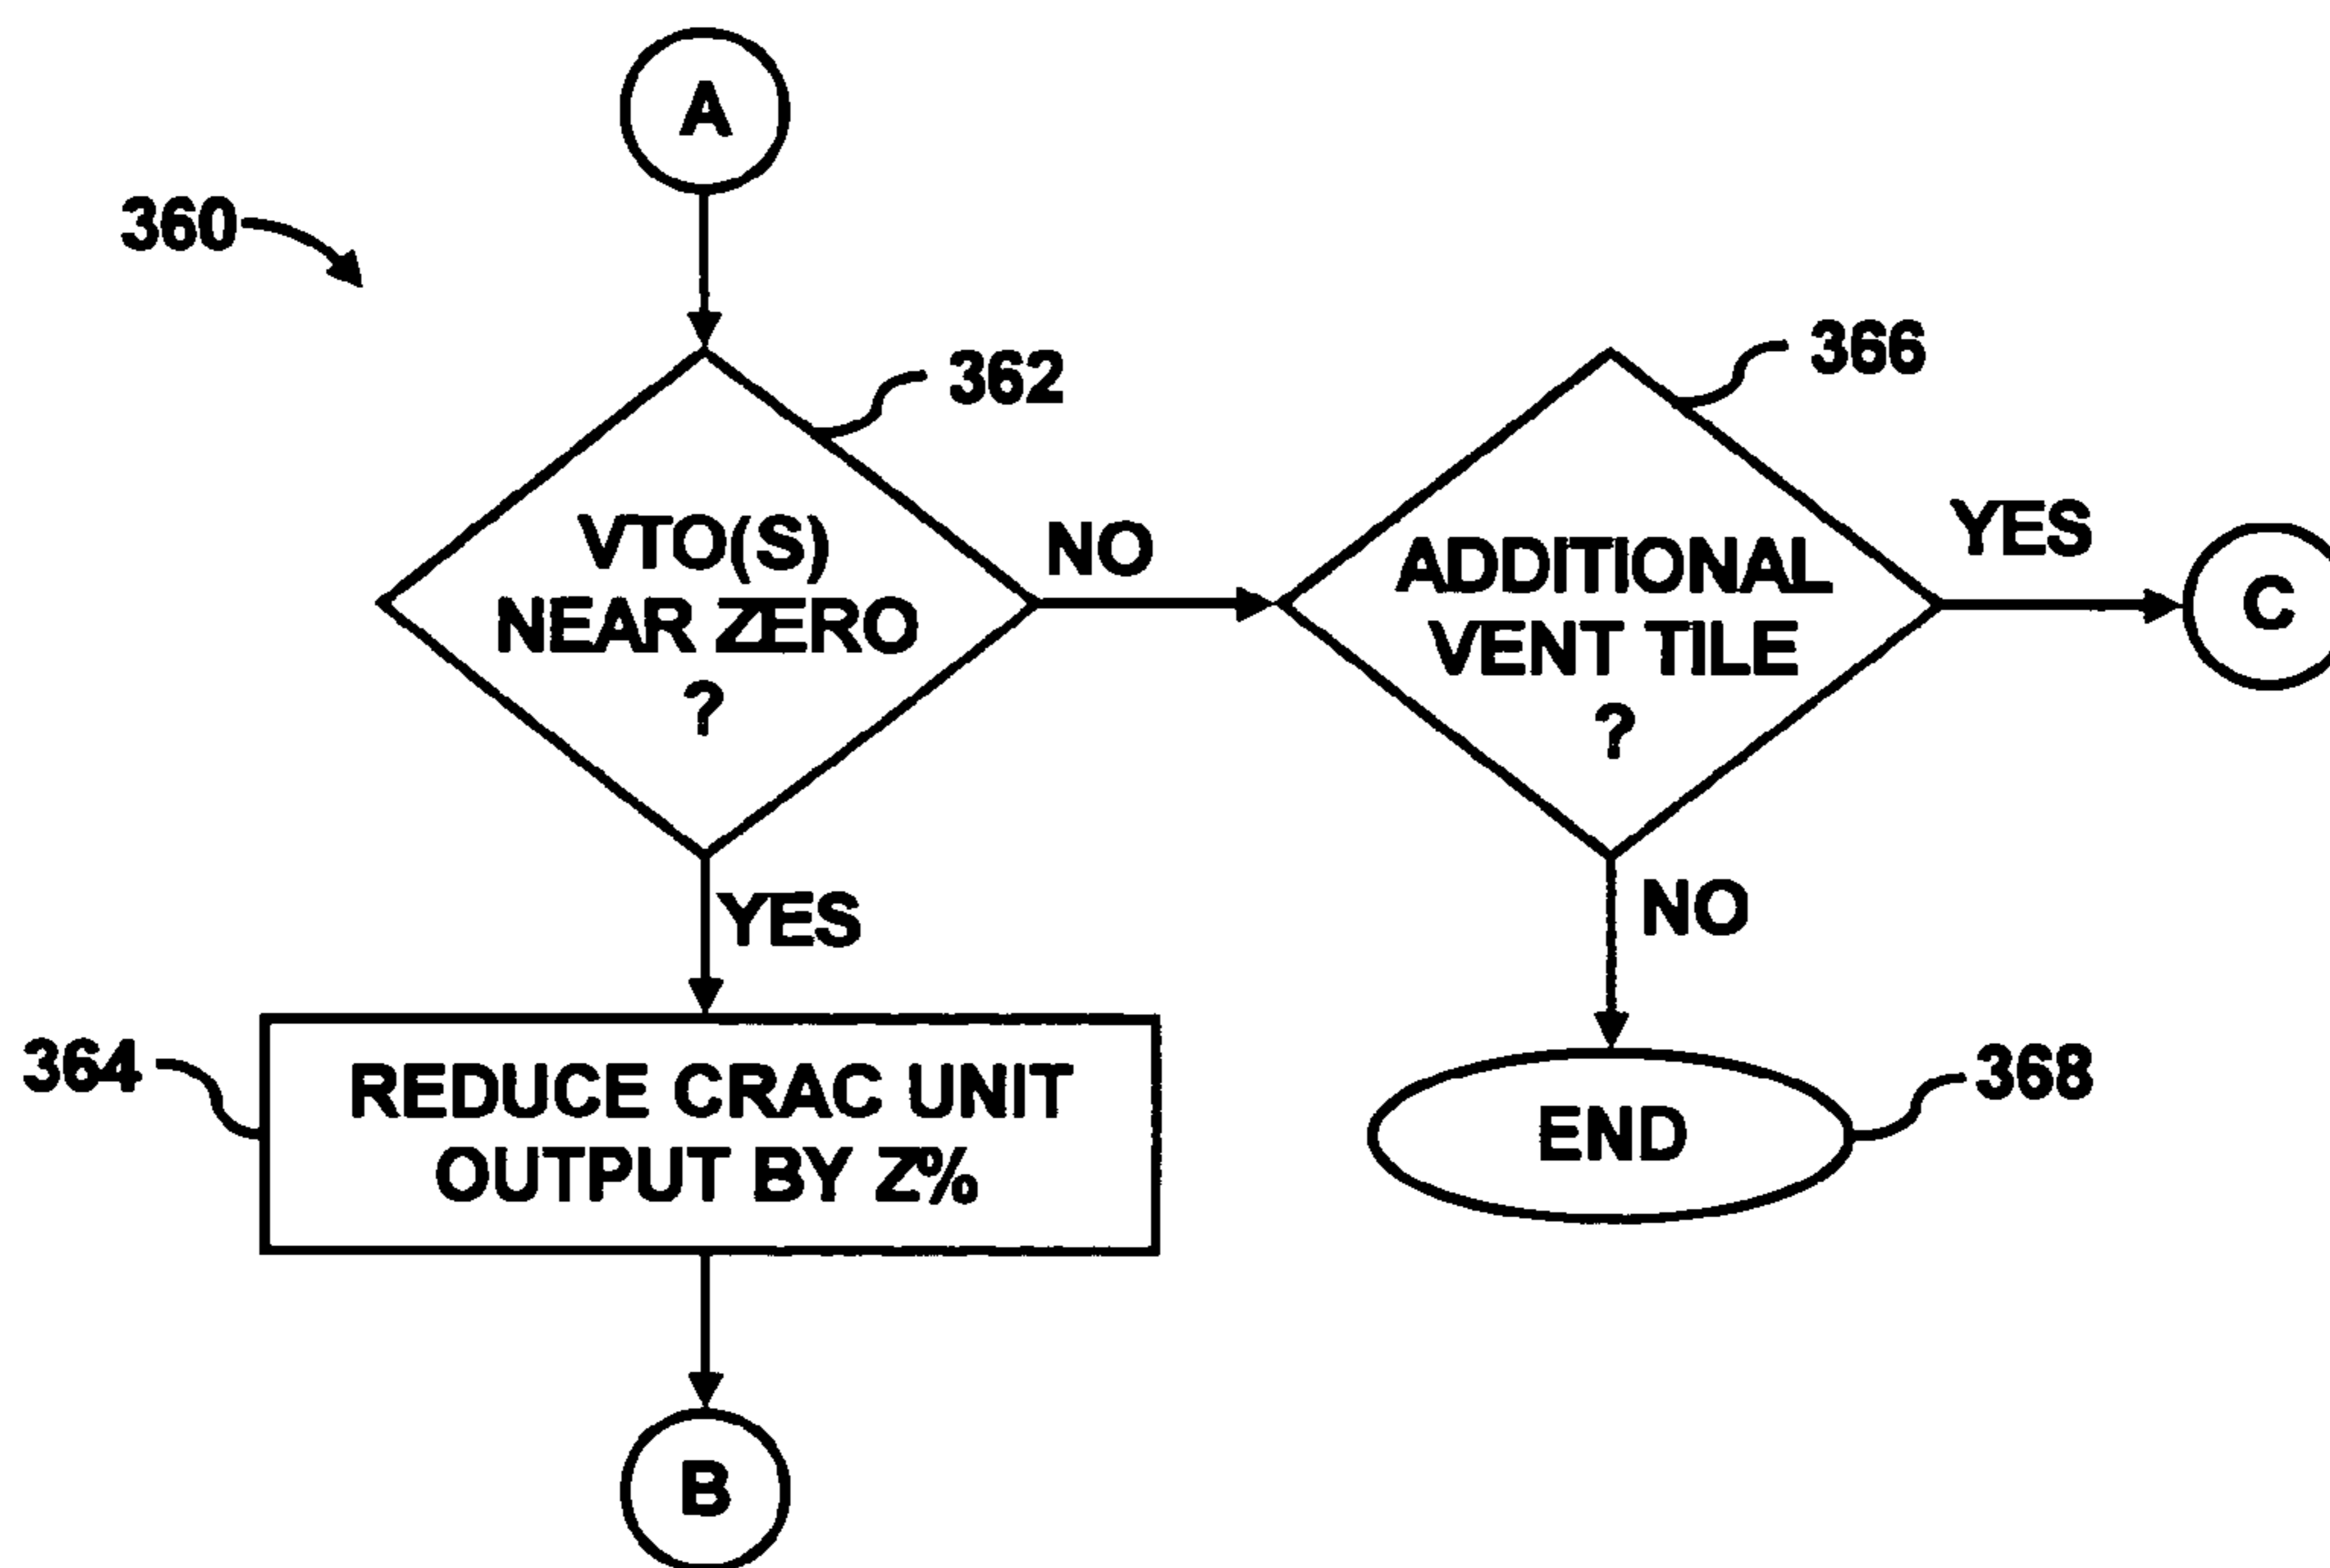 A
360
362
366
VTO(S)
NEAR ZERO
?
NO
ADDITIONAL
VENT TILE
?
YES
C
YES
NO
364
REDUCE CRAC UNIT
OUTPUT BY Z%
END
368
B